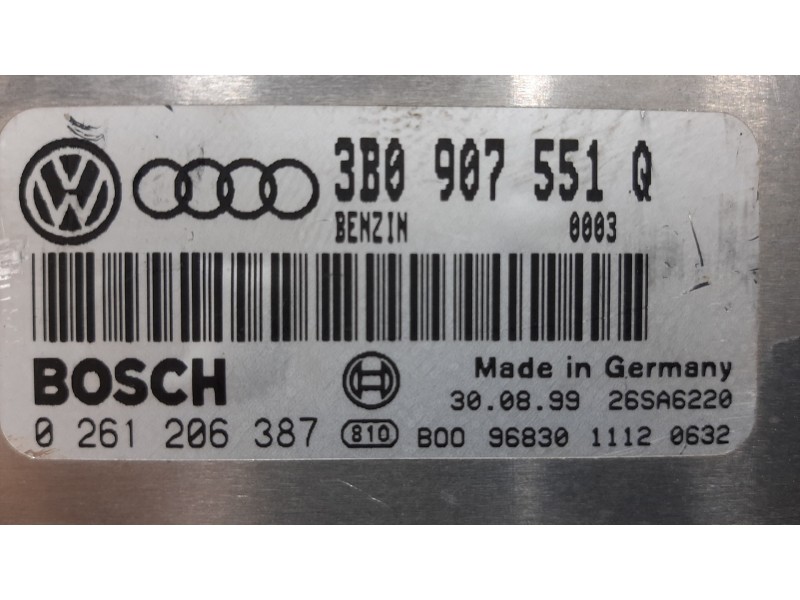 3B0 907 551 Q
BENZIN 0003
BOSCH
Made in Germany
30.08.99 26SA6220
0 261 206 387 810 B00 96830 1112 0632